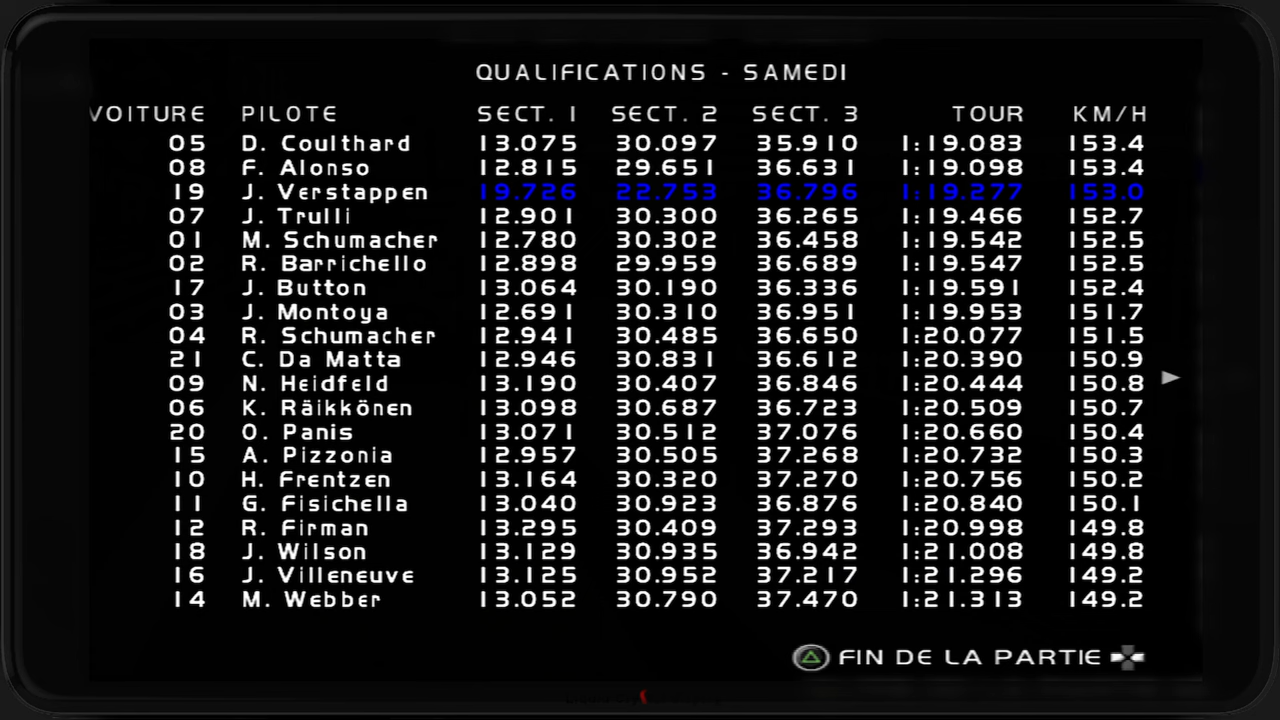 QUALIFICATIONS - SAMEDI
VOITURE PILOTE SECT. 1 SECT. 2 SECT. 3 TOUR KM/H
05 D. Coulthard 13.075 30.097 35.910 1:19.083 153.4
08 F. Alonso 12.815 29.651 36.631 1:19.098 153.4
19 J. Verstappen 19.726 22.753 36.796 1:19.277 153.0
07 J. Trulli 12.901 30.300 36.265 1:19.466 152.7
01 M. Schumacher 12.780 30.302 36.458 1:19.542 152.5
02 R. Barrichello 12.898 29.959 36.689 1:19.547 152.5
17 J. Button 13.064 30.190 36.336 1:19.591 152.4
03 J. Montoya 12.691 30.310 36.951 1:19.953 151.7
04 R. Schumacher 12.941 30.485 36.650 1:20.077 151.5
21 C. Da Matta 12.946 30.831 36.612 1:20.390 150.9
09 N. Heidfeld 13.190 30.407 36.846 1:20.444 150.8
06 K. Räikkönen 13.098 30.687 36.723 1:20.509 150.7
20 O. Panis 13.071 30.512 37.076 1:20.660 150.4
15 A. Pizzonia 12.957 30.505 37.268 1:20.732 150.3
10 H. Frentzen 13.164 30.320 37.270 1:20.756 150.2
11 G. Fisichella 13.040 30.923 36.876 1:20.840 150.1
12 R. Firman 13.295 30.409 37.293 1:20.998 149.8
18 J. Wilson 13.129 30.935 36.942 1:21.008 149.8
16 J. Villeneuve 13.125 30.952 37.217 1:21.296 149.2
14 M. Webber 13.052 30.790 37.470 1:21.313 149.2
FIN DE LA PARTIE